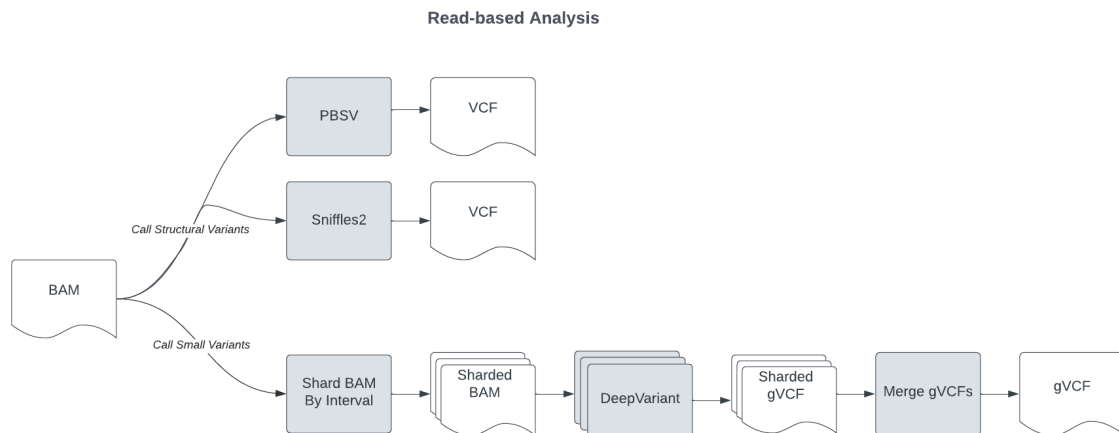 Read-based Analysis
PBSV
VCF
Sniffles2
VCF
Call Structural Variants
BAM
Call Small Variants
Shard BAM
By Interval
Sharded
BAM
DeepVariant
Sharded
gVCF
Merge gVCFs
gVCF